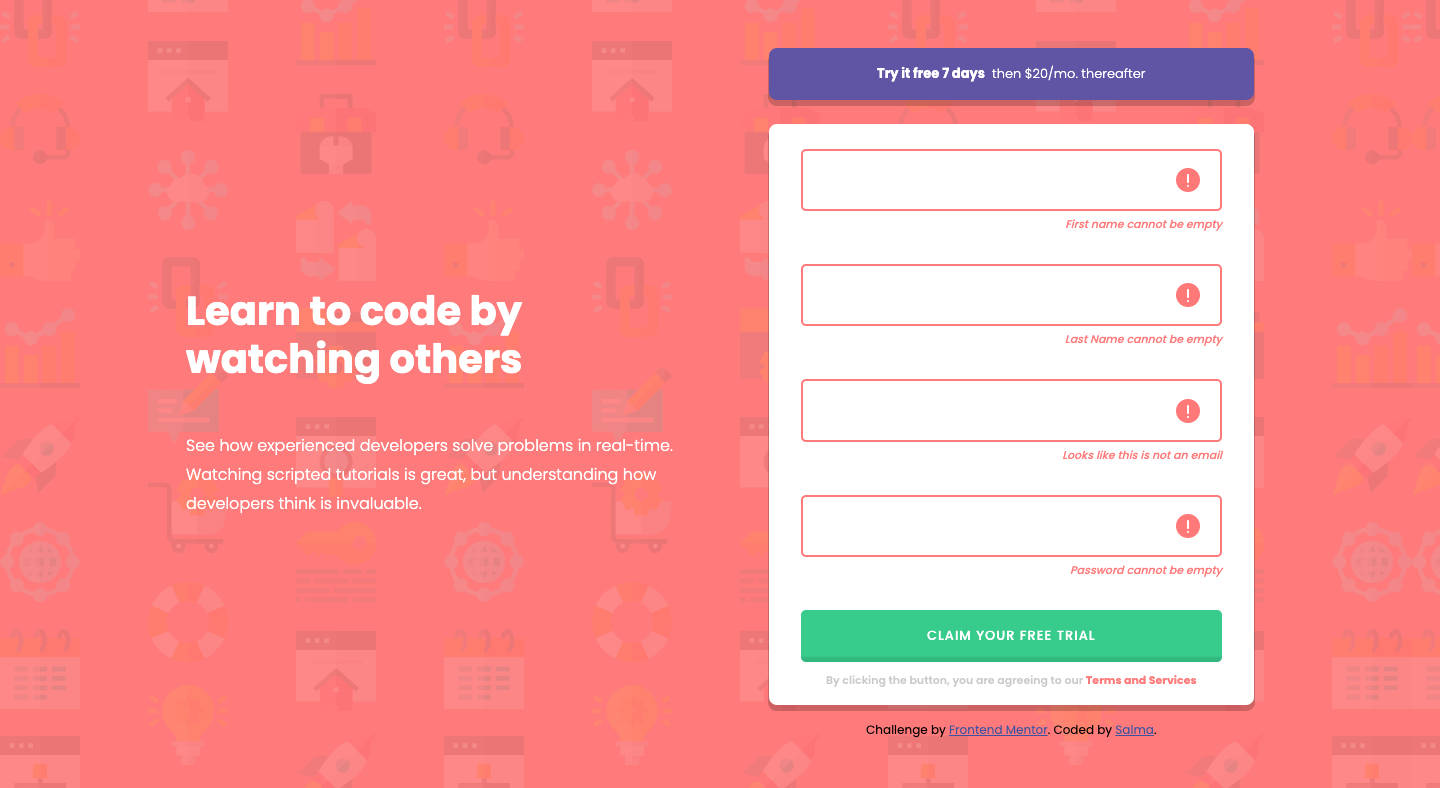 Learn to code by
watching others
See how experienced developers solve problems in real-time.
Watching scripted tutorials is great, but understanding how
developers think is invaluable.
Try it free 7 days then $20/mo. thereafter
First name cannot be empty
Last Name cannot be empty
Looks like this is not an email
Password cannot be empty
CLAIM YOUR FREE TRIAL
By clicking the button, you are agreeing to our Terms and Services
Challenge by Frontend Mentor. Coded by Salma.